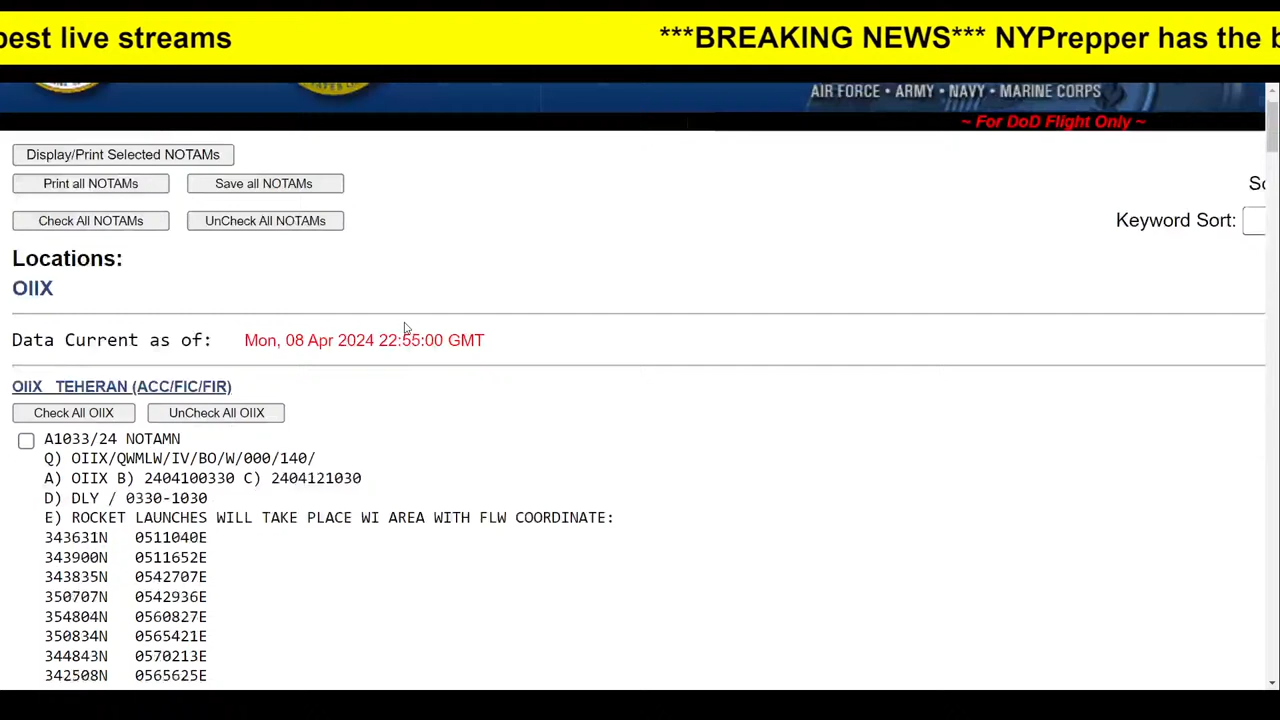 best live streams ***BREAKING NEWS*** NYPrepper has the b
AIR FORCE • ARMY • NAVY • MARINE CORPS
~ For DoD Flight Only ~
Display/Print Selected NOTAMs
Print all NOTAMs Save all NOTAMs
Check All NOTAMs UnCheck All NOTAMs
Keyword Sort:
Locations:
OIIX
Data Current as of: Mon, 08 Apr 2024 22:55:00 GMT
OIIX TEHERAN (ACC/FIC/FIR)
Check All OIIX UnCheck All OIIX
A1033/24 NOTAMN
Q) OIIX/QWMLW/IV/BO/W/000/140/
A) OIIX B) 2404100330 C) 2404121030
D) DLY / 0330-1030
E) ROCKET LAUNCHES WILL TAKE PLACE WI AREA WITH FLW COORDINATE:
343631N 0511040E
343900N 0511652E
343835N 0542707E
350707N 0542936E
354804N 0560827E
350834N 0565421E
344843N 0570213E
342508N 0565625E